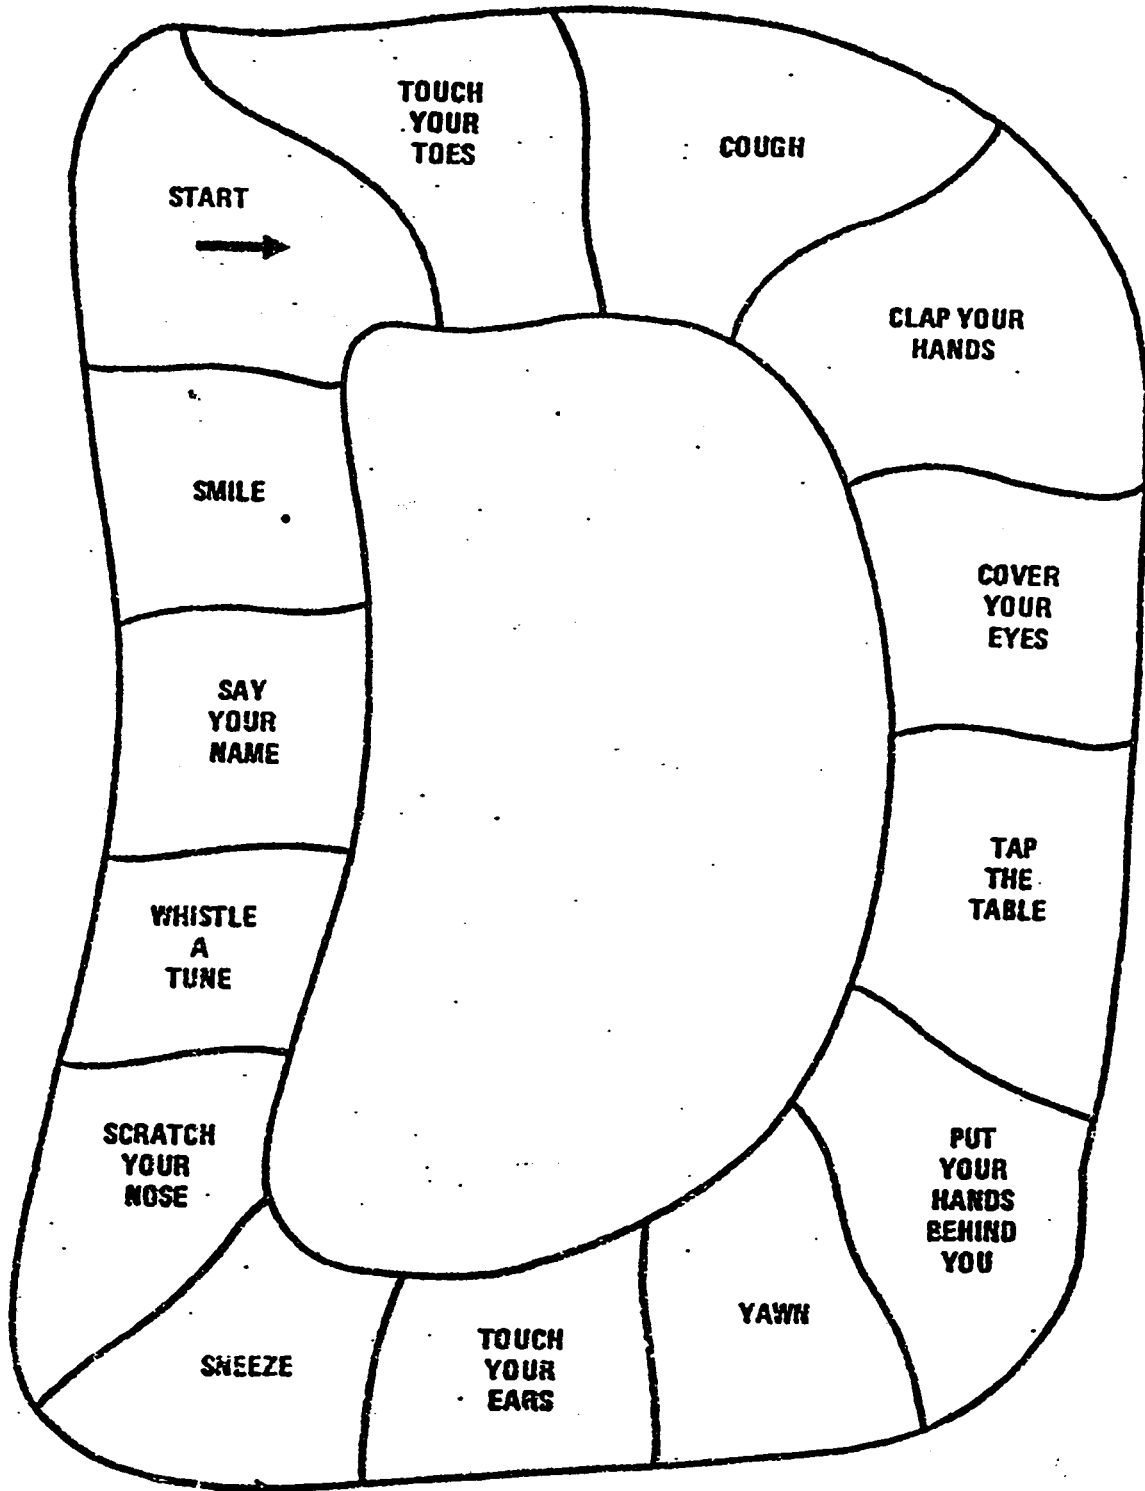 START
TOUCH
YOUR
TOES
COUGH
CLAP YOUR
HANDS
COVER
YOUR
EYES
TAP
THE
TABLE
PUT
YOUR
HANDS
BEHIND
YOU
YAWN
TOUCH
YOUR
EARS
SNEEZE
SCRATCH
YOUR
NOSE
WHISTLE
A
TUNE
SAY
YOUR
NAME
SMILE